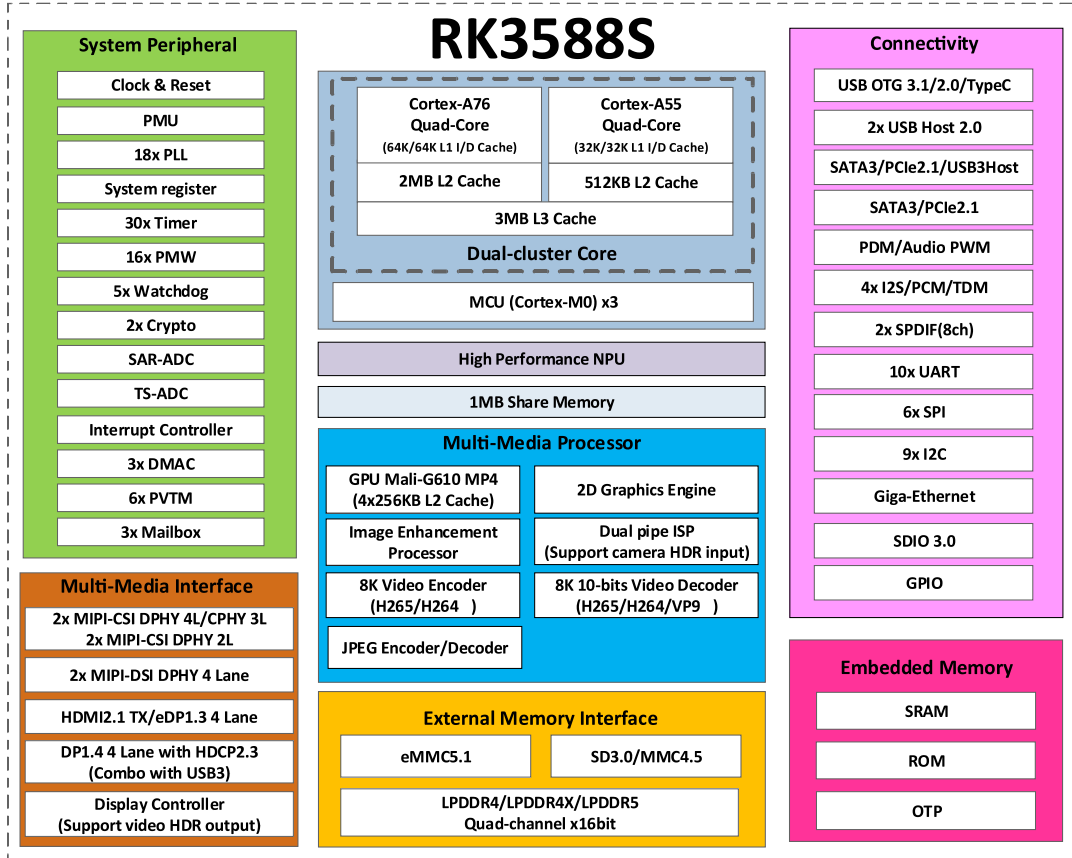 RK3588S
System Peripheral
Clock & Reset
PMU
18x PLL
System register
30x Timer
16x PMW
5x Watchdog
2x Crypto
SAR-ADC
TS-ADC
Interrupt Controller
3x DMAC
6x PVTM
3x Mailbox
Multi-Media Interface
2x MIPI-CSI DPHY 4L/CPHY 3L
2x MIPI-CSI DPHY 2L
2x MIPI-DSI DPHY 4 Lane
HDMI2.1 TX/eDP1.3 4 Lane
DP1.4 4 Lane with HDCP2.3
(Combo with USB3)
Display Controller
(Support video HDR output)
Cortex-A76
Quad-Core
(64K/64K L1 I/D Cache)
2MB L2 Cache
Cortex-A55
Quad-Core
(32K/32K L1 I/D Cache)
512KB L2 Cache
3MB L3 Cache
Dual-cluster Core
MCU (Cortex-M0) x3
High Performance NPU
1MB Share Memory
Multi-Media Processor
GPU Mali-G610 MP4
(4x256KB L2 Cache)
2D Graphics Engine
Image Enhancement
Processor
Dual pipe ISP
(Support camera HDR input)
8K Video Encoder
(H265/H264 )
8K 10-bits Video Decoder
(H265/H264/VP9 )
JPEG Encoder/Decoder
External Memory Interface
eMMC5.1
SD3.0/MMC4.5
LPDDR4/LPDDR4X/LPDDR5
Quad-channel x16bit
Connectivity
USB OTG 3.1/2.0/TypeC
2x USB Host 2.0
SATA3/PCIe2.1/USB3Host
SATA3/PCIe2.1
PDM/Audio PWM
4x I2S/PCM/TDM
2x SPDIF(8ch)
10x UART
6x SPI
9x I2C
Giga-Ethernet
SDIO 3.0
GPIO
Embedded Memory
SRAM
ROM
OTP